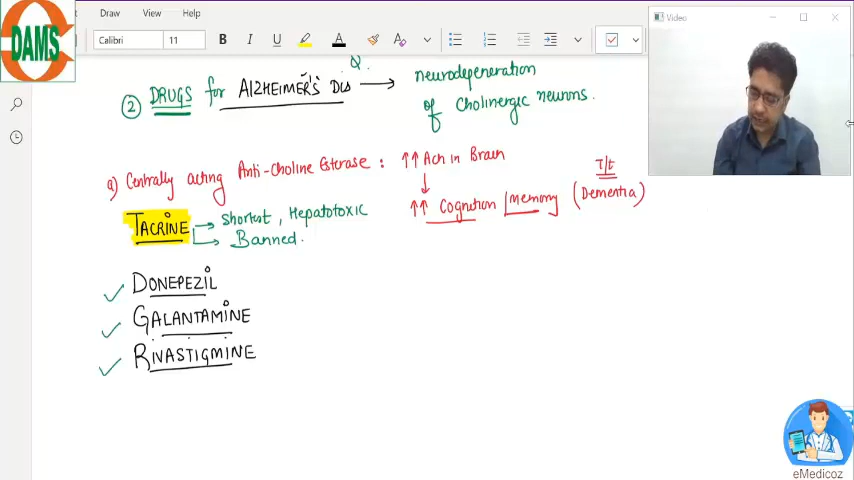 DAMS
Draw
Design
View
Help
Calibri
11
B I U
Video
② DRUGS for ALZHEIMER'S Dis Q. → neurodegeneration
of Cholinergic neurons.
a) Centrally acting Anti-Choline Esterase : ↑↑ Ach in Brain
↓
↑↑ Cognition / memory (Dementia)
T/t
TACRINE → Shortest, Hepatotoxic
→ Banned.
✓ DONEPEZIL
✓ GALANTAMINE
✓ RIVASTIGMINE
eMedicoz